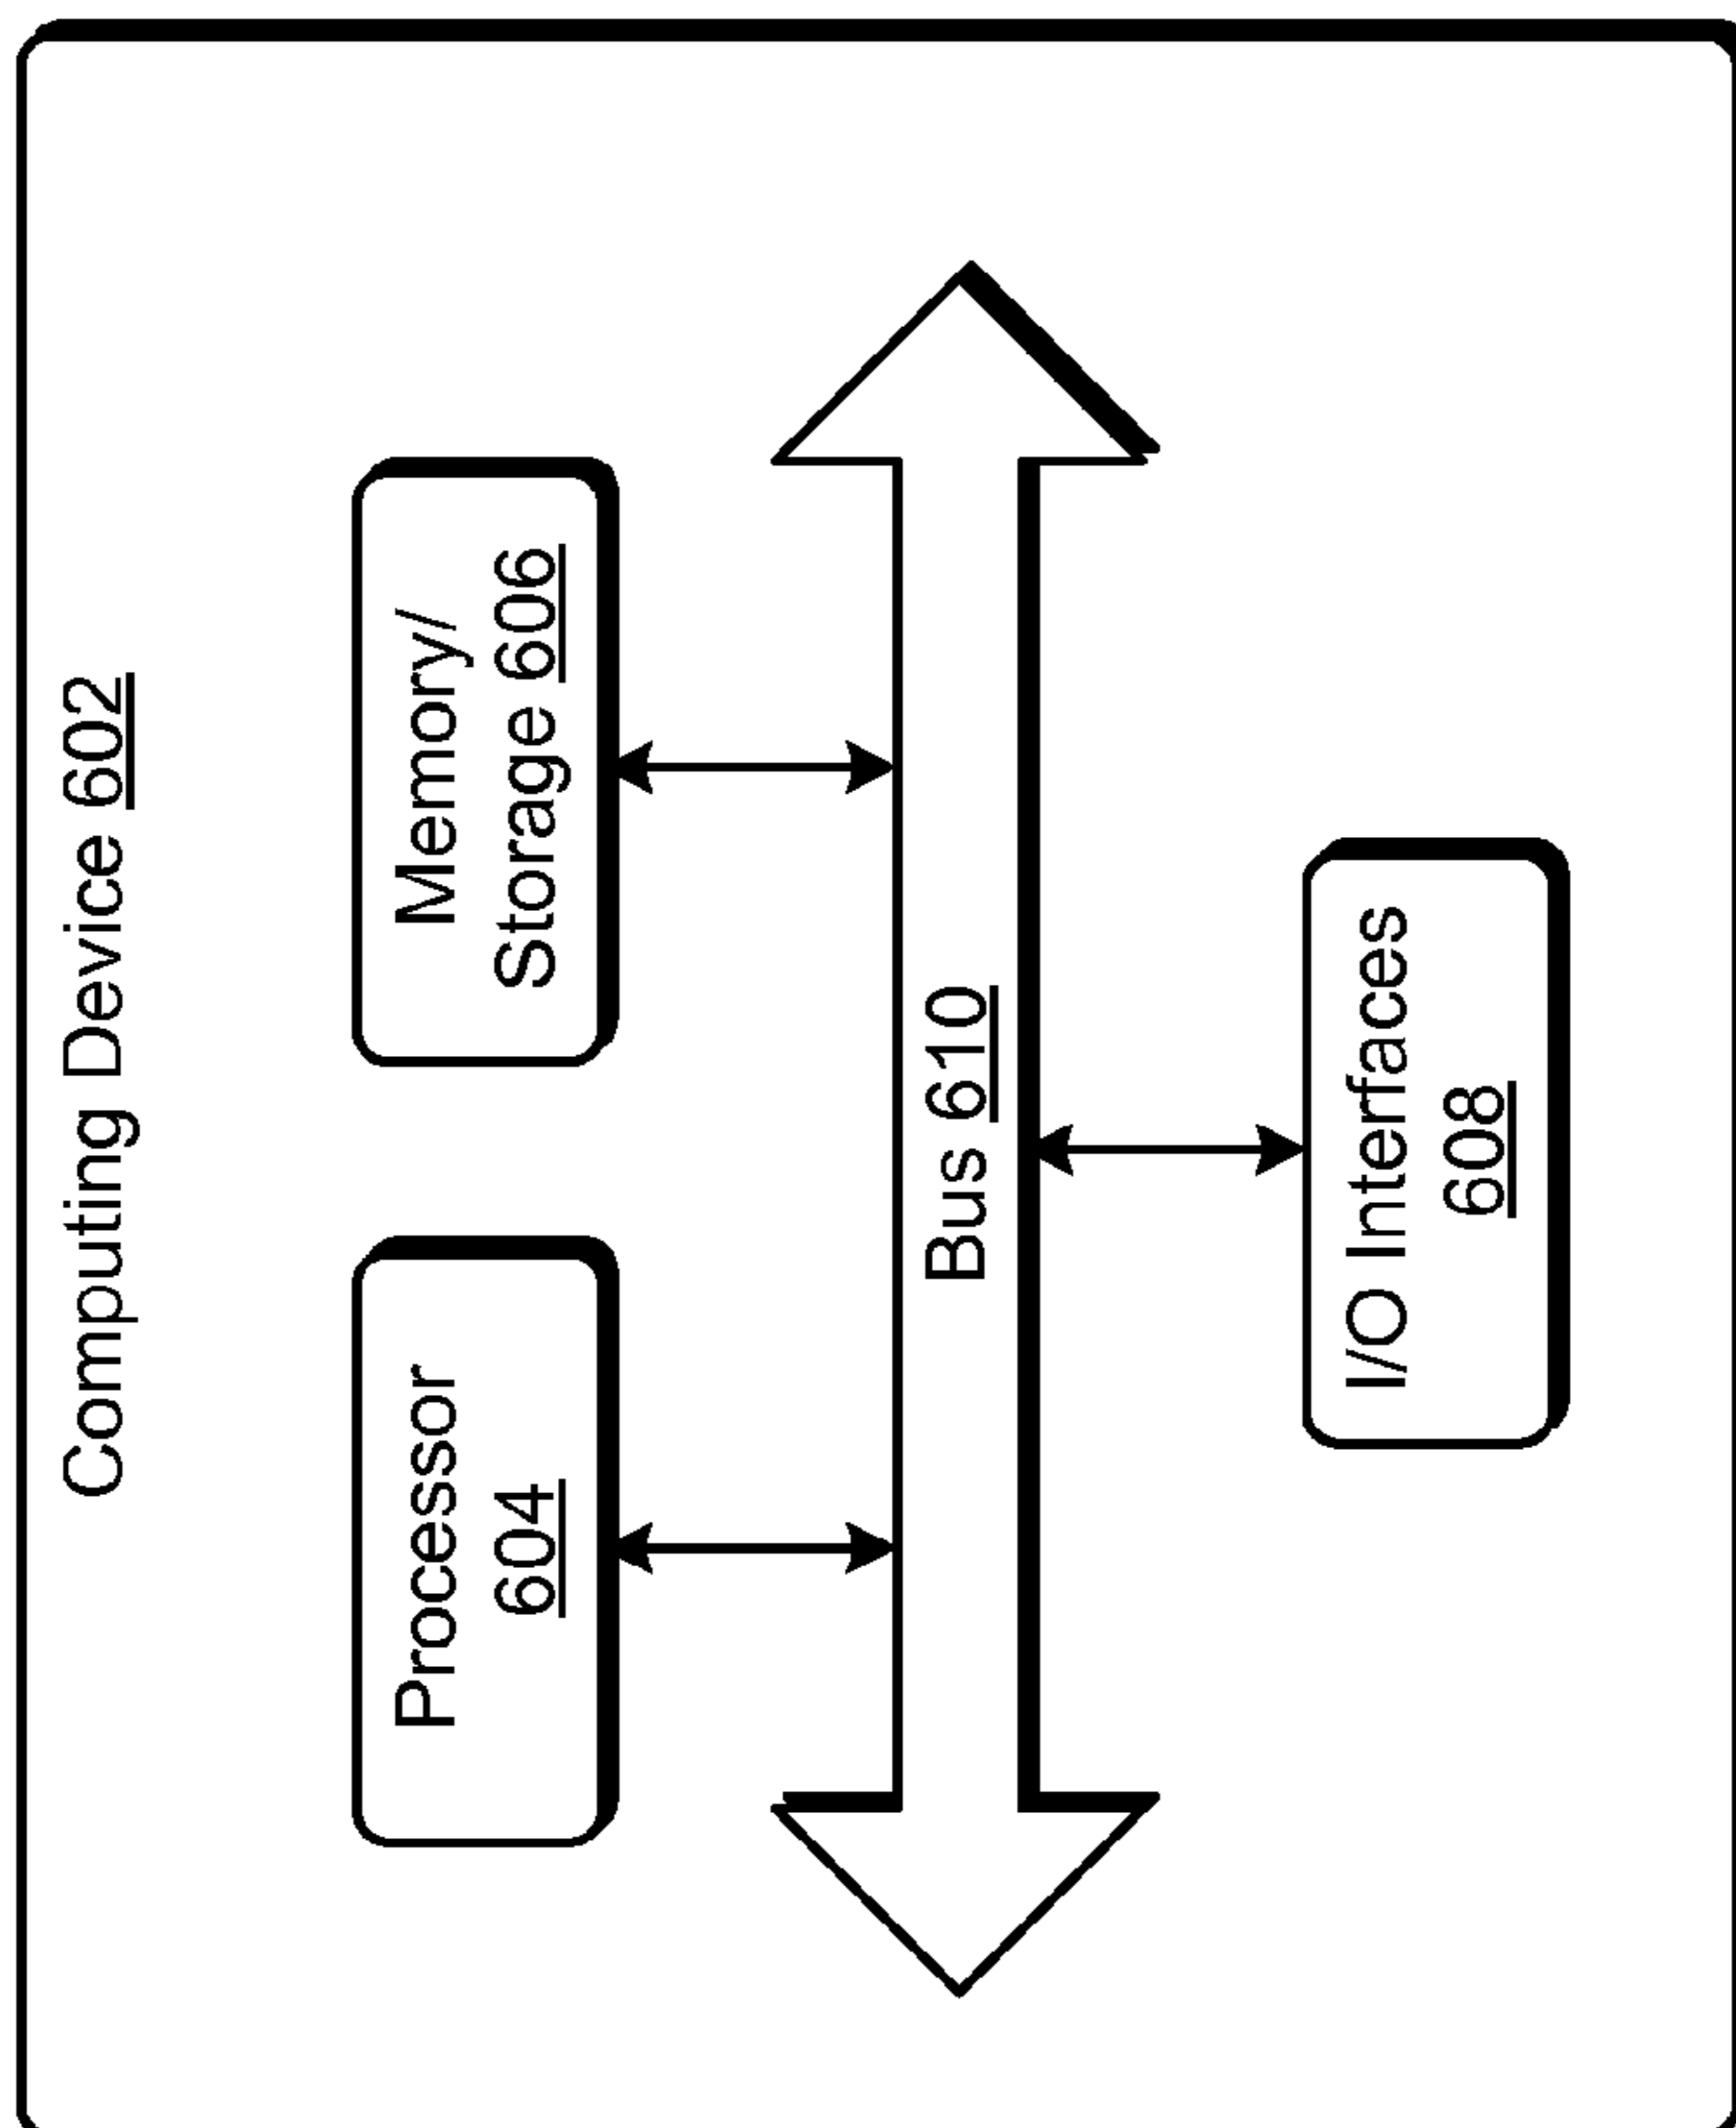 Computing Device 602
Processor
604
Memory/
Storage 606
Bus 610
I/O Interfaces
608